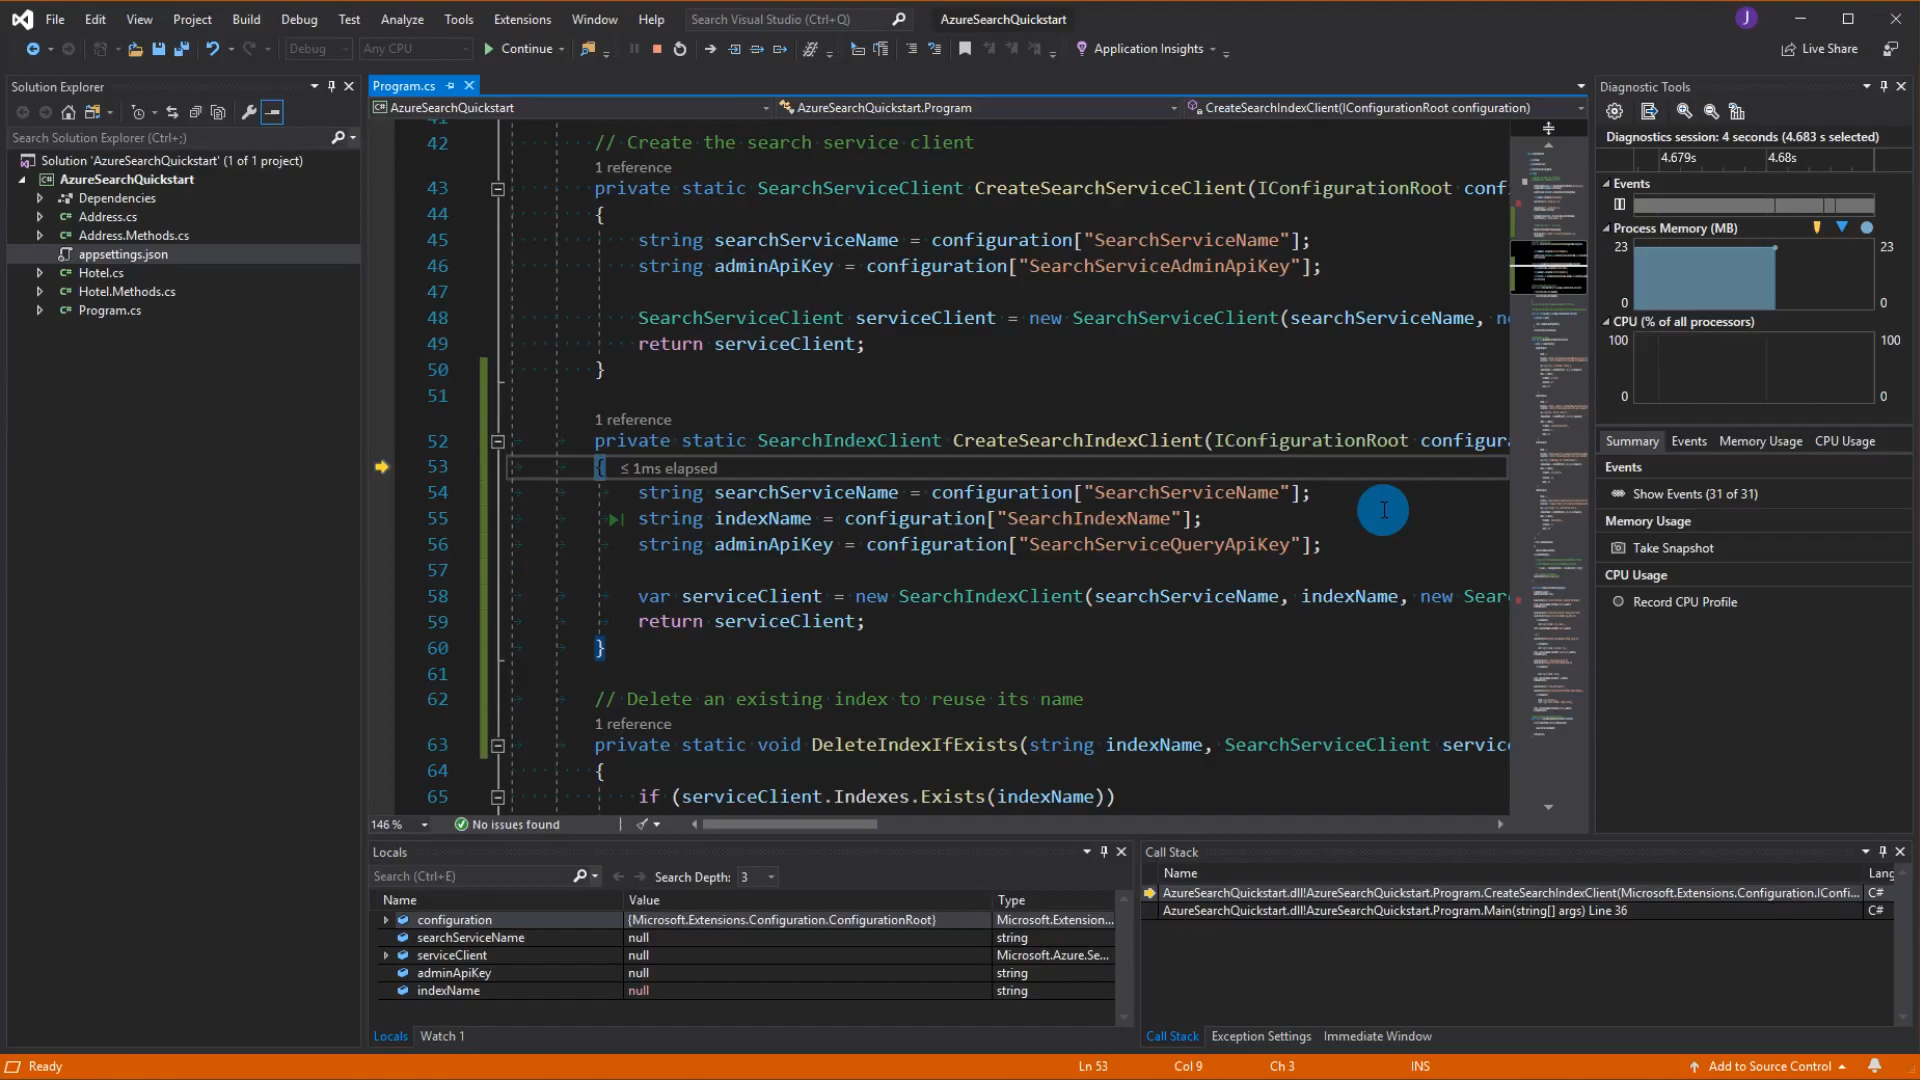 File Edit View Project Build Debug Test Analyze Tools Extensions Window Help Search Visual Studio (Ctrl+Q) AzureSearchQuickstart J
Debug Any CPU Continue Application Insights Live Share
Solution Explorer
Search Solution Explorer (Ctrl+;)
Solution 'AzureSearchQuickstart' (1 of 1 project)
AzureSearchQuickstart
Dependencies
Address.cs
Address.Methods.cs
appsettings.json
Hotel.cs
Hotel.Methods.cs
Program.cs
Program.cs
AzureSearchQuickstart AzureSearchQuickstart.Program CreateSearchIndexClient(IConfigurationRoot configuration)
41
42 // Create the search service client
1 reference
43 private static SearchServiceClient CreateSearchServiceClient(IConfigurationRoot conf
44 {
45 string searchServiceName = configuration["SearchServiceName"];
46 string adminApiKey = configuration["SearchServiceAdminApiKey"];
47
48 SearchServiceClient serviceClient = new SearchServiceClient(searchServiceName, ne
49 return serviceClient;
50 }
51
1 reference
52 private static SearchIndexClient CreateSearchIndexClient(IConfigurationRoot configura
53 { ≤ 1ms elapsed
54 string searchServiceName = configuration["SearchServiceName"];
55 string indexName = configuration["SearchIndexName"];
56 string adminApiKey = configuration["SearchServiceQueryApiKey"];
57
58 var serviceClient = new SearchIndexClient(searchServiceName, indexName, new Sear
59 return serviceClient;
60 }
61
62 // Delete an existing index to reuse its name
1 reference
63 private static void DeleteIndexIfExists(string indexName, SearchServiceClient servic
64 {
65 if (serviceClient.Indexes.Exists(indexName))
146 % No issues found
Diagnostic Tools
Diagnostics session: 4 seconds (4.683 s selected)
4.679s 4.68s
Events
Process Memory (MB)
23 23
0 0
CPU (% of all processors)
100 100
0 0
Summary Events Memory Usage CPU Usage
Events
Show Events (31 of 31)
Memory Usage
Take Snapshot
CPU Usage
Record CPU Profile
Locals
Search (Ctrl+E) Search Depth: 3
Name Value Type
configuration {Microsoft.Extensions.Configuration.ConfigurationRoot} Microsoft.Extension...
searchServiceName null string
serviceClient null Microsoft.Azure.Se...
adminApiKey null string
indexName null string
Locals Watch 1
Call Stack
Name Lang
AzureSearchQuickstart.dll!AzureSearchQuickstart.Program.CreateSearchIndexClient(Microsoft.Extensions.Configuration.IConfi... C#
AzureSearchQuickstart.dll!AzureSearchQuickstart.Program.Main(string[] args) Line 36 C#
Call Stack Exception Settings Immediate Window
Ready Ln 53 Col 9 Ch 3 INS Add to Source Control